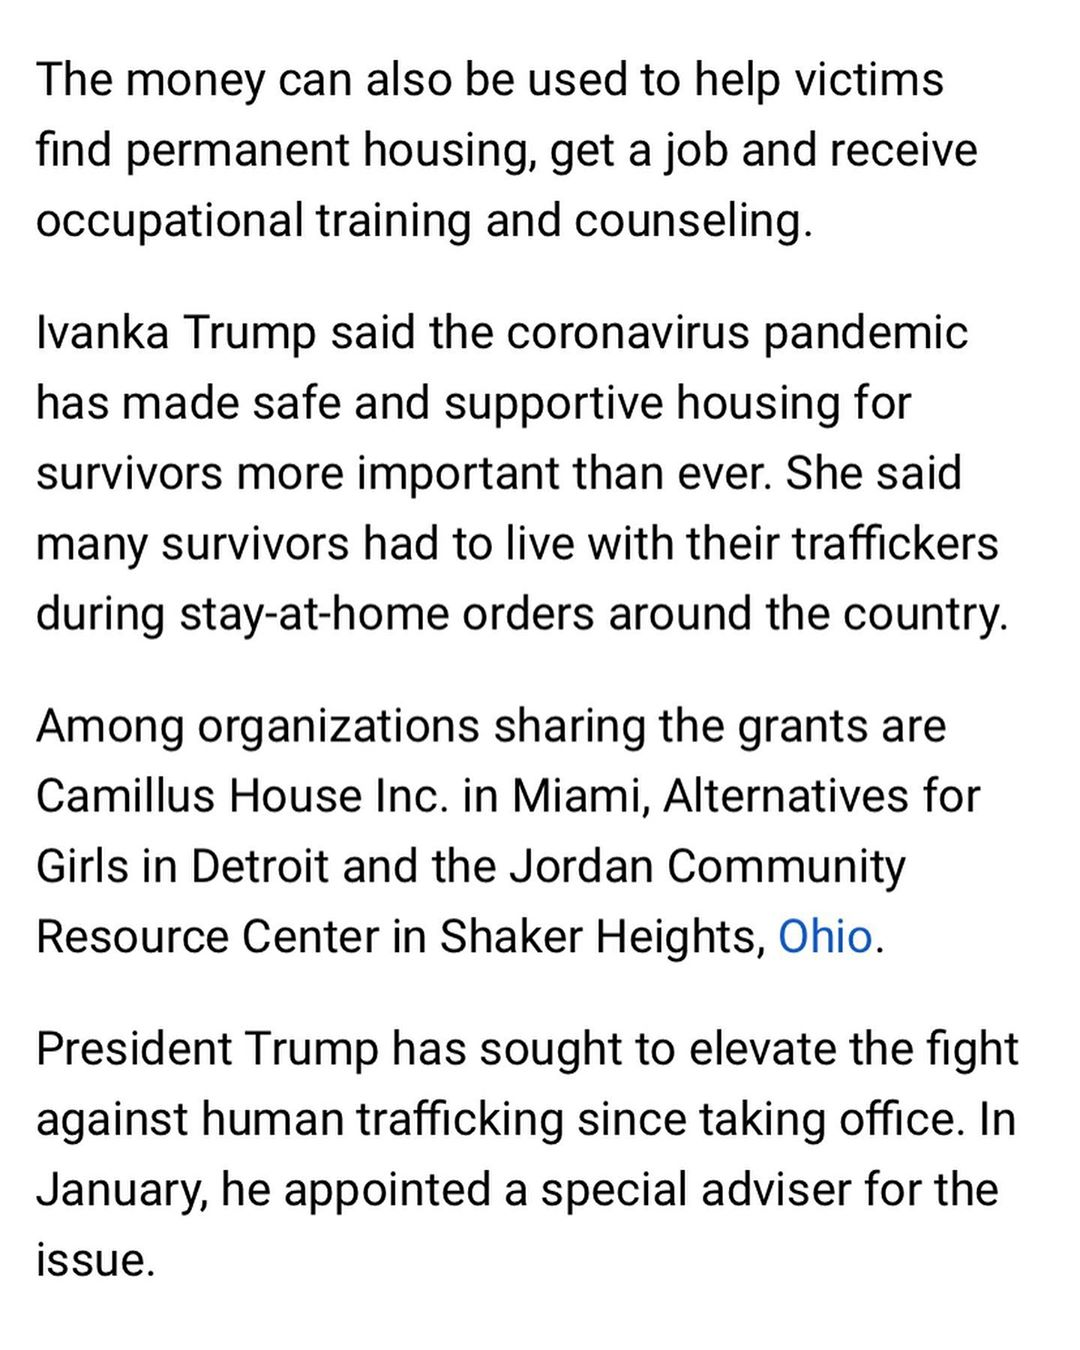 The money can also be used to help victims
find permanent housing, get a job and receive
occupational training and counseling.
Ivanka Trump said the coronavirus pandemic
has made safe and supportive housing for
survivors more important than ever. She said
many survivors had to live with their traffickers
during stay-at-home orders around the country.
Among organizations sharing the grants are
Camillus House Inc. in Miami, Alternatives for
Girls in Detroit and the Jordan Community
Resource Center in Shaker Heights, Ohio.
President Trump has sought to elevate the fight
against human trafficking since taking office. In
January, he appointed a special adviser for the
issue.